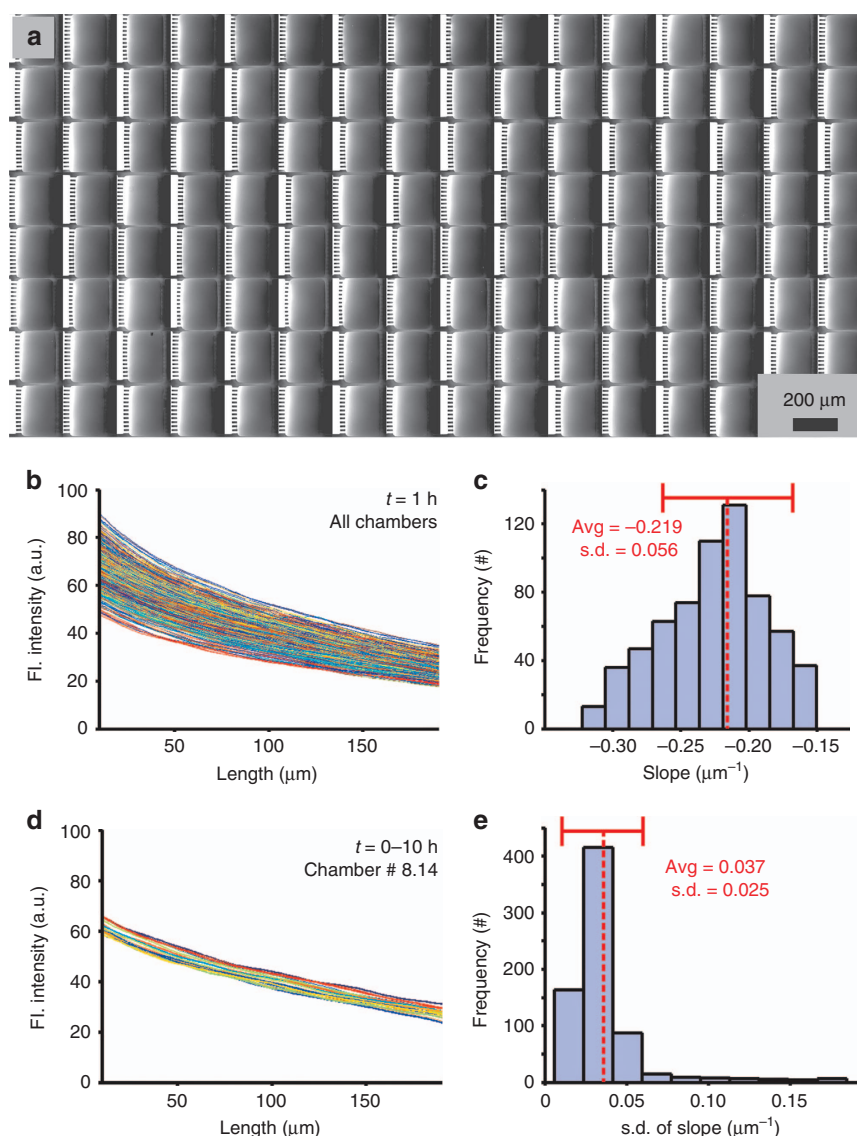 a
200 µm
b
100
80
60
40
20
0
50
100
150
Fl. intensity (a.u.)
Length (µm)
t = 1 h
All chambers
c
120
80
40
0
–0.30
–0.25
–0.20
–0.15
Frequency (#)
Slope (µm⁻¹)
Avg = –0.219
s.d. = 0.056
d
100
80
60
40
20
0
50
100
150
Fl. intensity (a.u.)
Length (µm)
t = 0–10 h
Chamber # 8.14
e
400
300
200
100
0
0
0.05
0.10
0.15
Frequency (#)
s.d. of slope (µm⁻¹)
Avg = 0.037
s.d. = 0.025